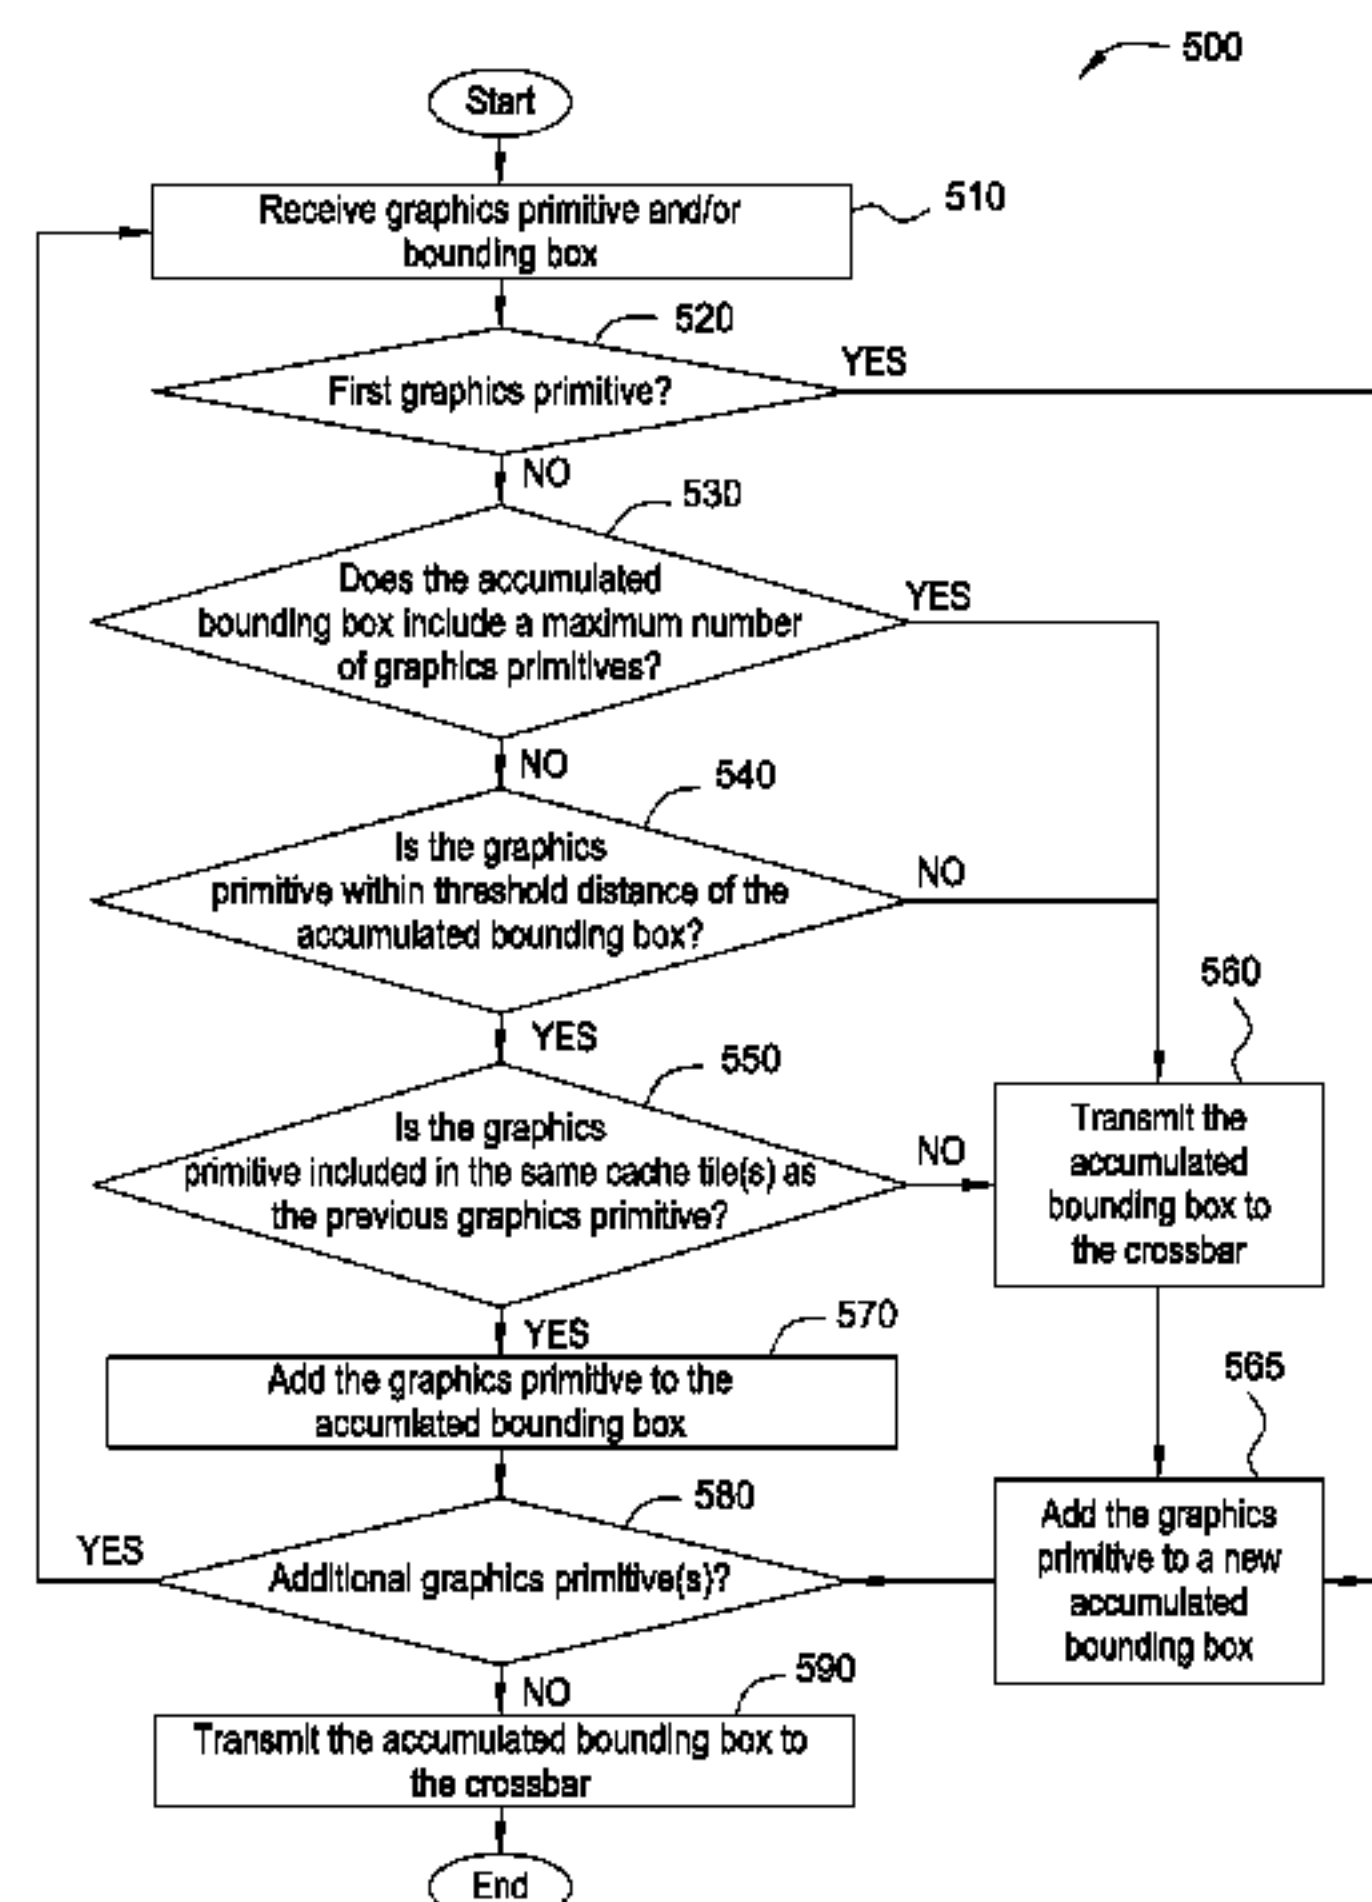 500
Start
Receive graphics primitive and/or
bounding box
510
520
First graphics primitive?
YES
NO
530
Does the accumulated
bounding box include a maximum number
of graphics primitives?
YES
NO
540
Is the graphics
primitive within threshold distance of the
accumulated bounding box?
NO
YES
550
Is the graphics
primitive included in the same cache tile(s) as
the previous graphics primitive?
NO
560
Transmit the
accumulated
bounding box to
the crossbar
YES
570
Add the graphics primitive to the
accumlated bounding box
565
Add the graphics
primitive to a new
accumulated
bounding box
580
Additional graphics primitive(s)?
YES
NO
590
Transmit the accumulated bounding box to
the crossbar
End